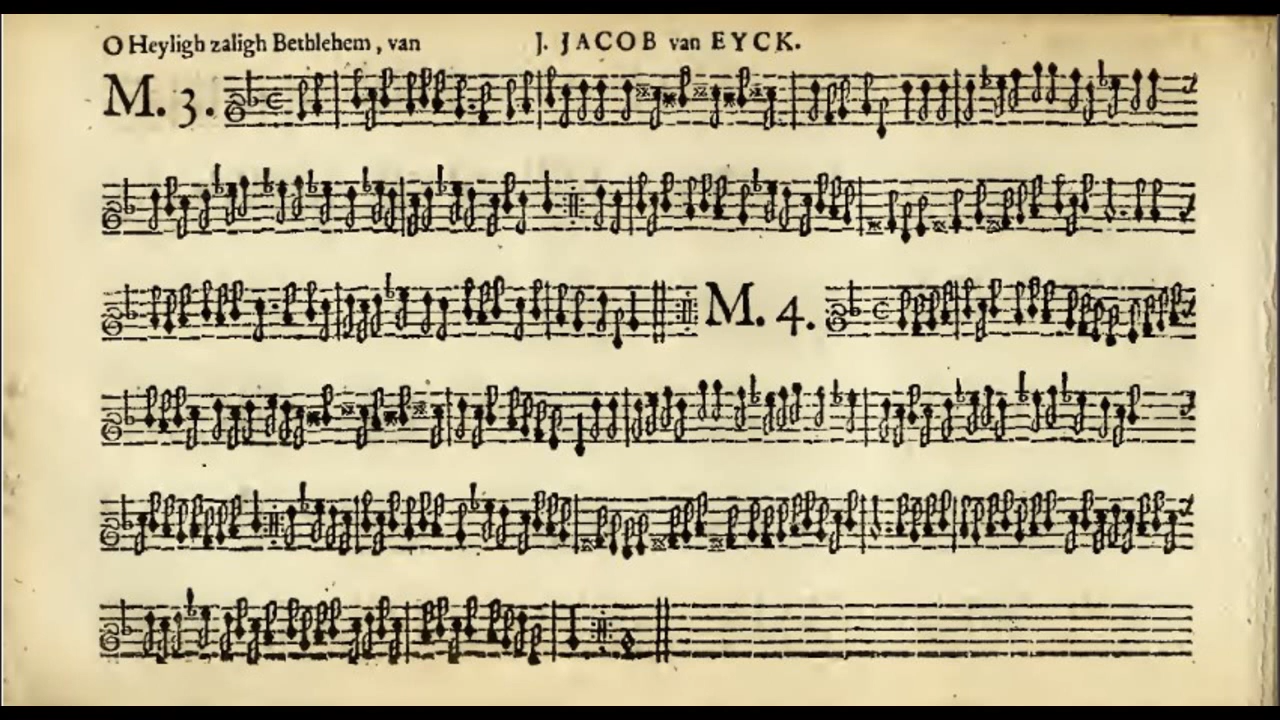 O Heyligh zaligh Bethlehem, van J. JACOB van EYCK.
M. 3.
M. 4.